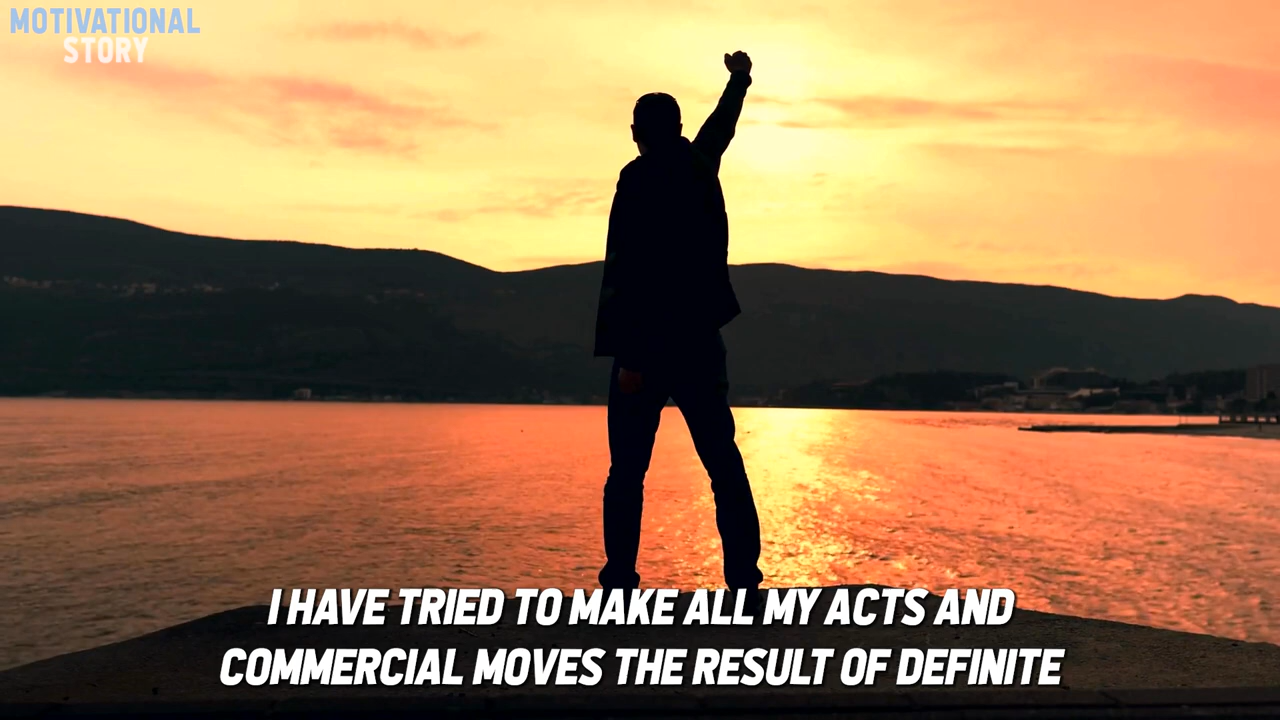 MOTIVATIONAL
STORY
I HAVE TRIED TO MAKE ALL MY ACTS AND
COMMERCIAL MOVES THE RESULT OF DEFINITE